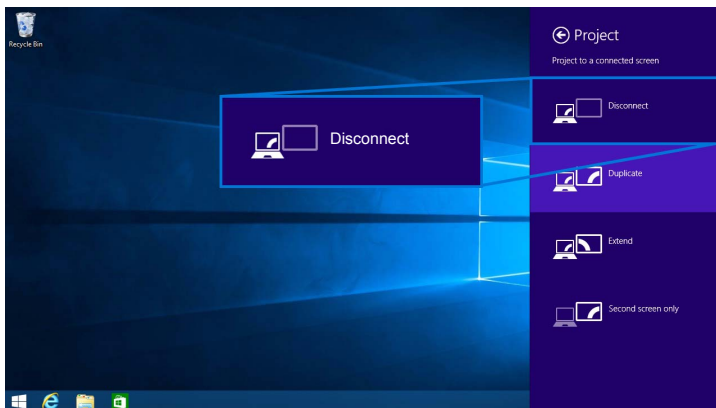 Recycle Bin
Project
Project to a connected screen
Disconnect
Disconnect
Duplicate
Extend
Second screen only